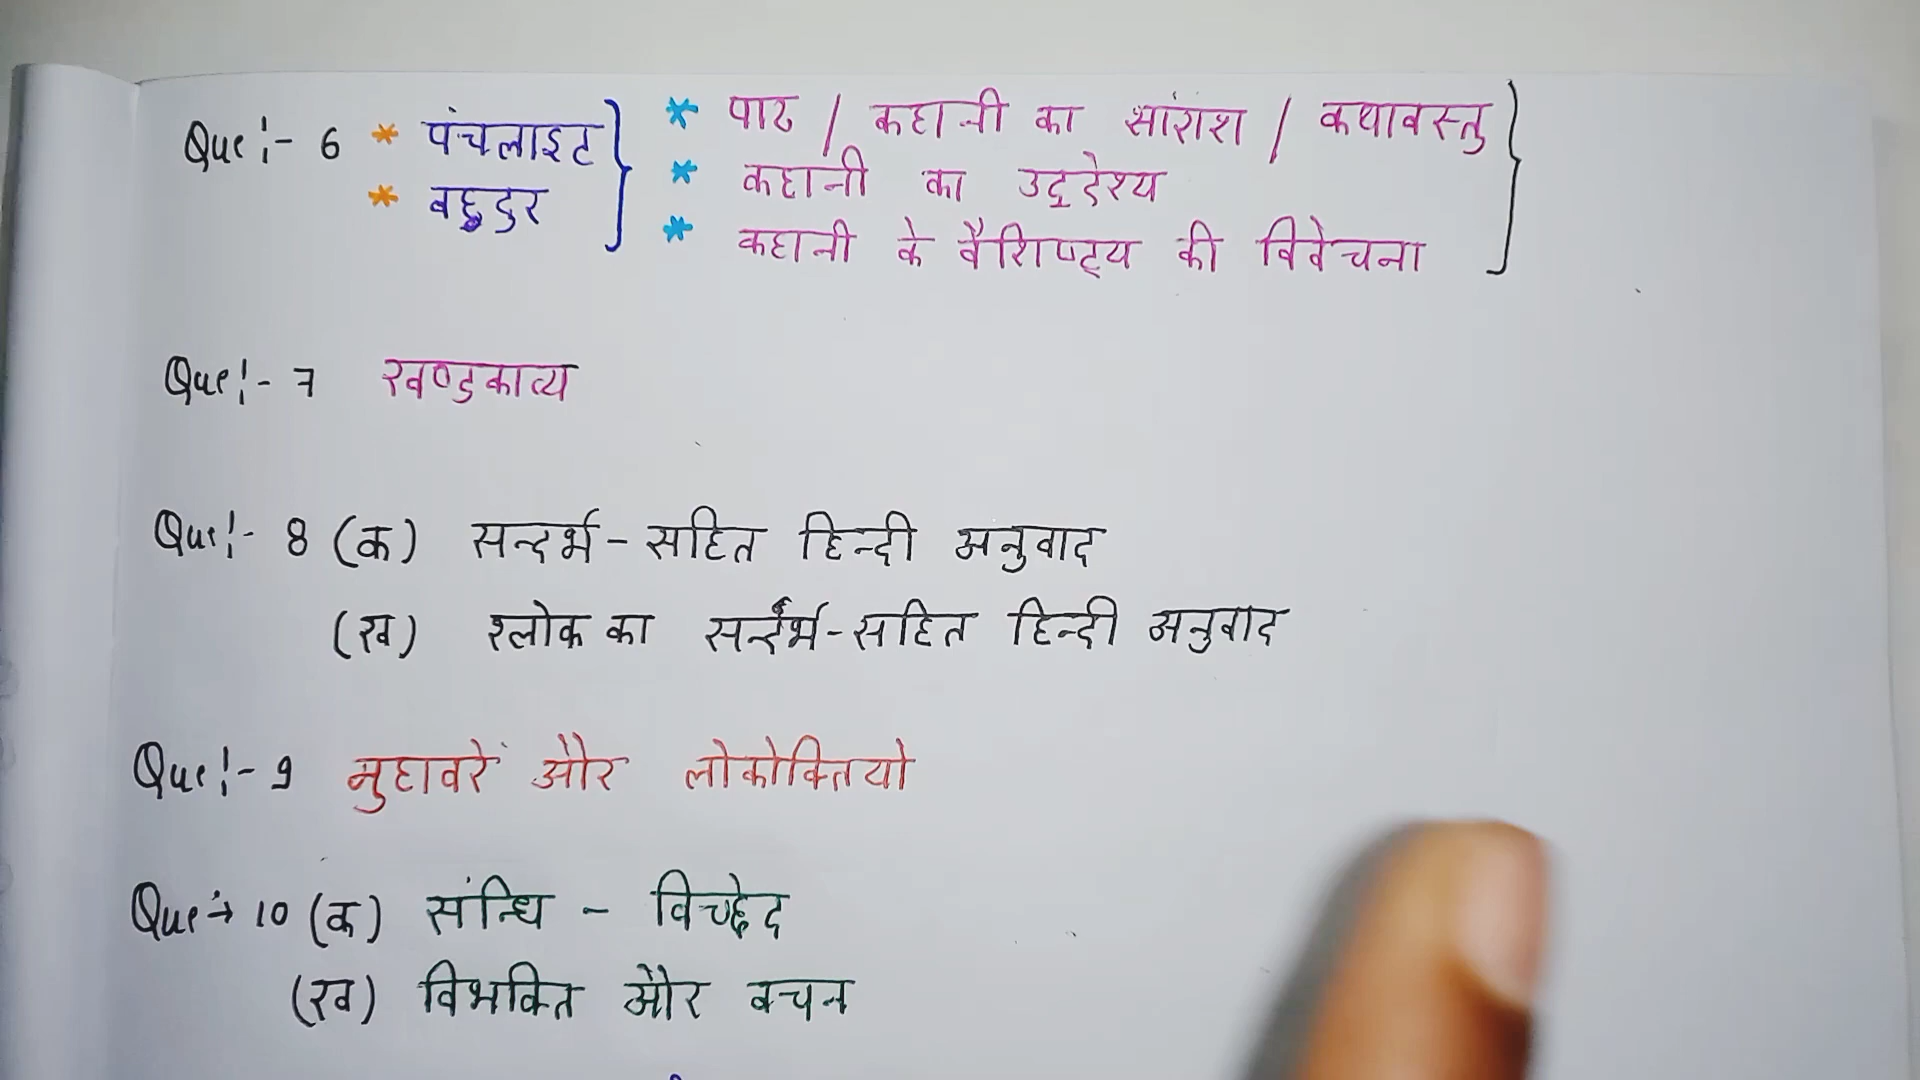 Que:- 6 * पंचलाइट } * पाठ / कहानी का सांराश / कथावस्तु }
* कहानी का उद्देश्य
* बहुदुर
* कहानी के वैशिष्ट्य की विवेचना
Que:- 7 खण्डकाव्य
Que:- 8 (क) सन्दर्भ - सहित हिन्दी अनुवाद
(ख) श्लोक का सन्दर्भ - सहित हिन्दी अनुवाद
Que:- 9 मुहावरें और लोकोक्तियो
Que → 10 (क) संन्धि - विच्छेद
(ख) विभक्ति और वचन